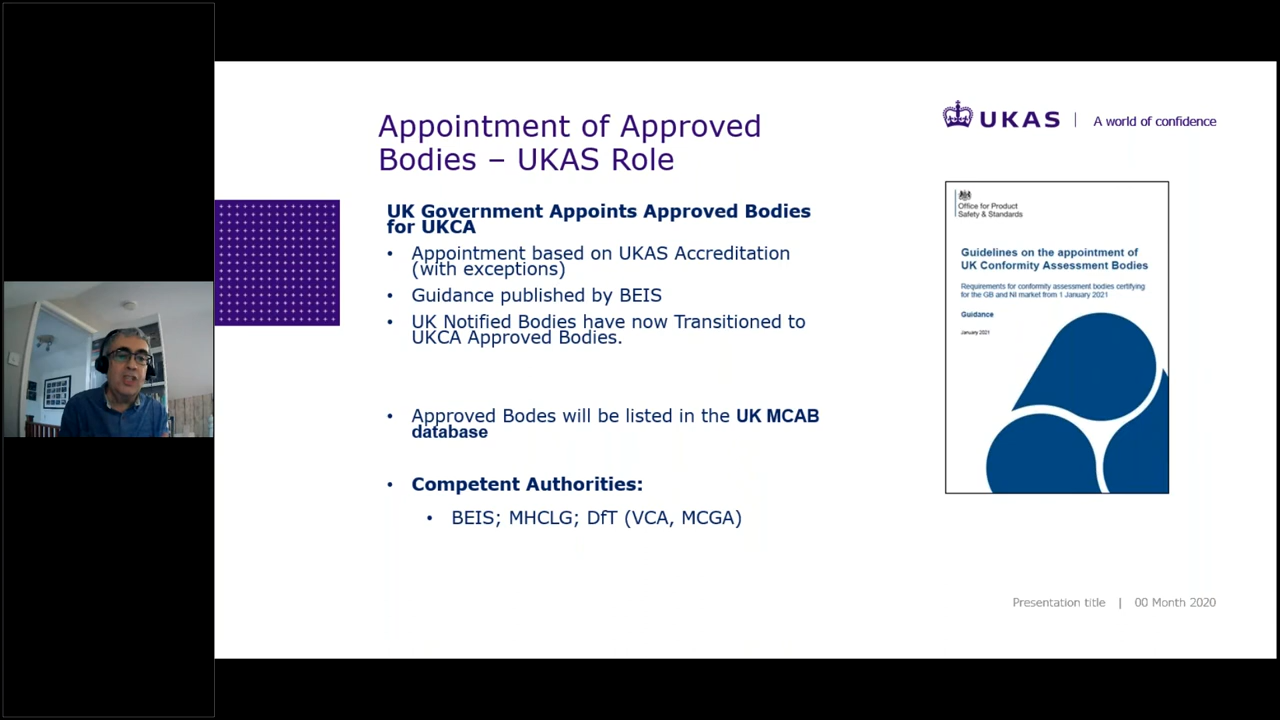 Appointment of Approved
Bodies – UKAS Role
UKAS | A world of confidence
UK Government Appoints Approved Bodies
for UKCA
• Appointment based on UKAS Accreditation
(with exceptions)
• Guidance published by BEIS
• UK Notified Bodies have now Transitioned to
UKCA Approved Bodies.
• Approved Bodes will be listed in the UK MCAB
database
• Competent Authorities:
• BEIS; MHCLG; DfT (VCA, MCGA)
Office for Product
Safety & Standards
Guidelines on the appointment of
UK Conformity Assessment Bodies
Requirements for conformity assessment bodies certifying
for the GB and NI market from 1 January 2021
Guidance
January 2021
Presentation title | 00 Month 2020